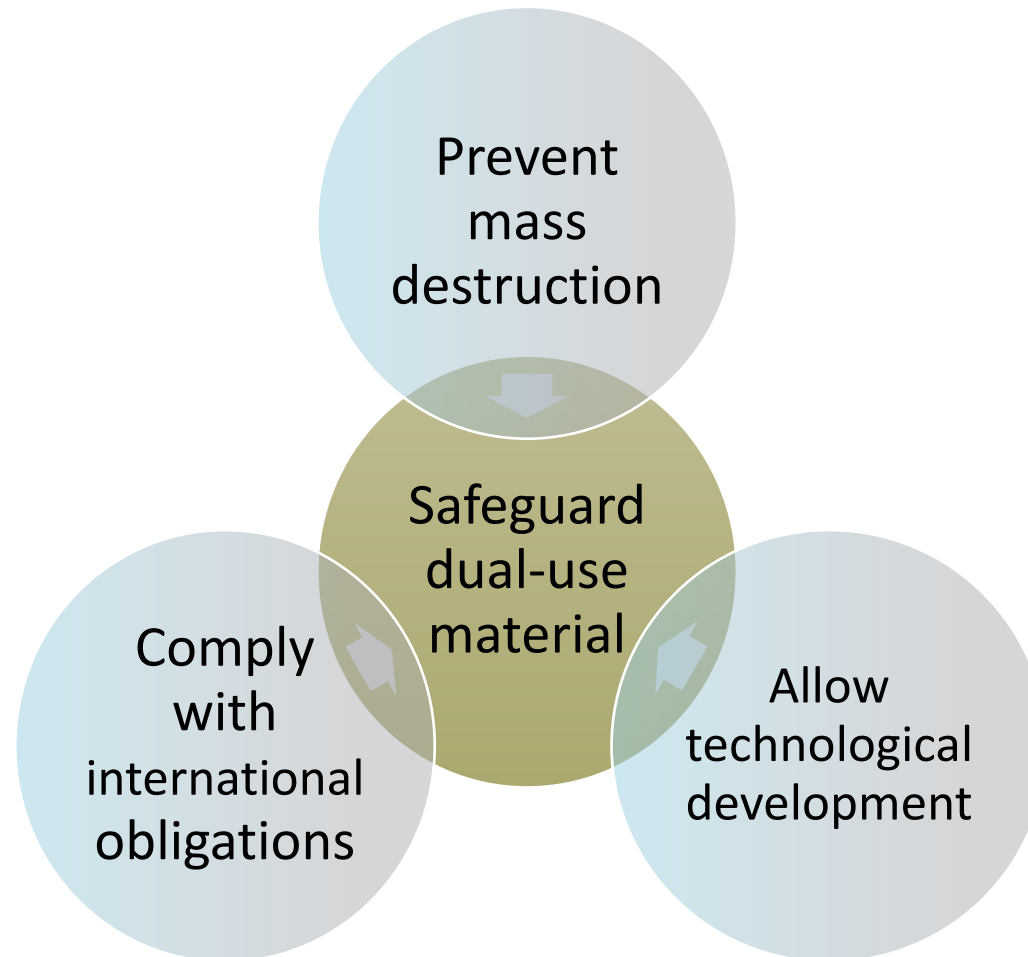 Prevent
mass
destruction
Safeguard
dual-use
material
Comply
with
international
obligations
Allow
technological
development